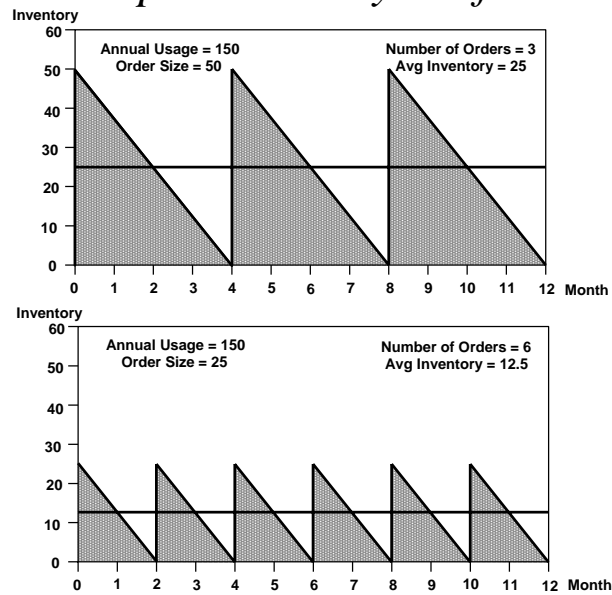 Inventory
60
Annual Usage = 150
Order Size = 50
Number of Orders = 3
Avg Inventory = 25
50
40
30
20
10
0
0 1 2 3 4 5 6 7 8 9 10 11 12 Month
Inventory
60
Annual Usage = 150
Order Size = 25
Number of Orders = 6
Avg Inventory = 12.5
50
40
30
20
10
0
0 1 2 3 4 5 6 7 8 9 10 11 12 Month